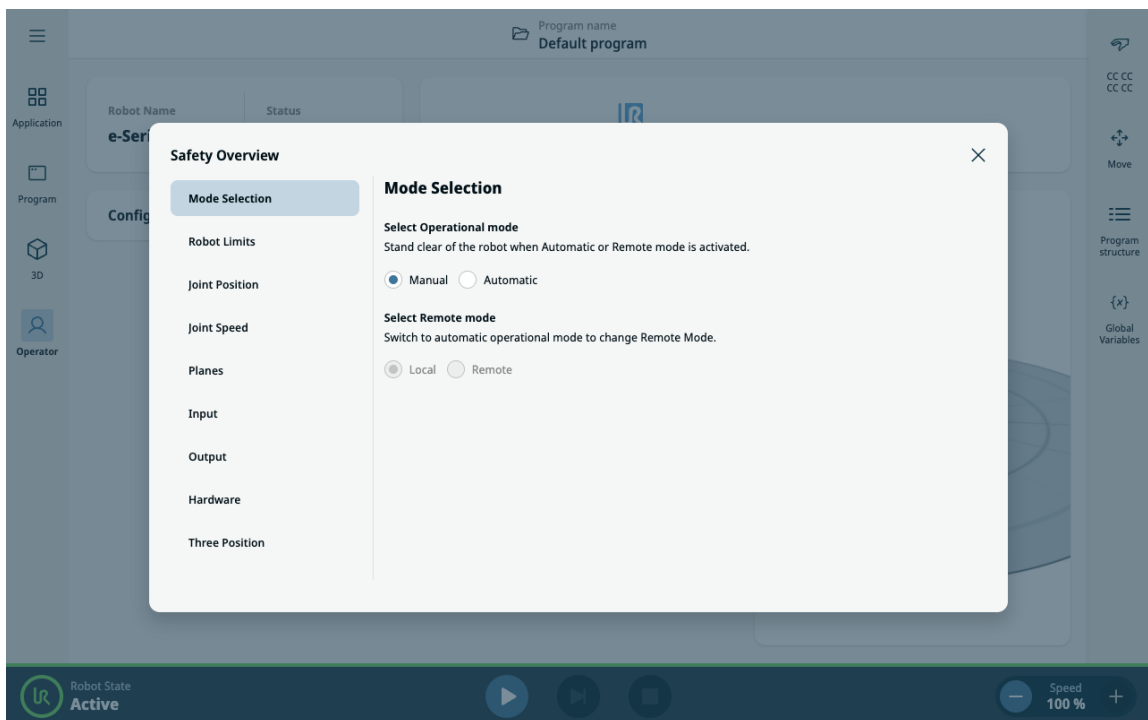 Program name
Default program
Application
Program
3D
Operator
Robot Name
Status
e-Seri
Config
Safety Overview
Mode Selection
Robot Limits
Joint Position
Joint Speed
Planes
Input
Output
Hardware
Three Position
Mode Selection
Select Operational mode
Stand clear of the robot when Automatic or Remote mode is activated.
Manual Automatic
Select Remote mode
Switch to automatic operational mode to change Remote Mode.
Local Remote
CC CC
CC CC
Move
Program
structure
{x}
Global
Variables
Robot State
Active
Speed
100 %